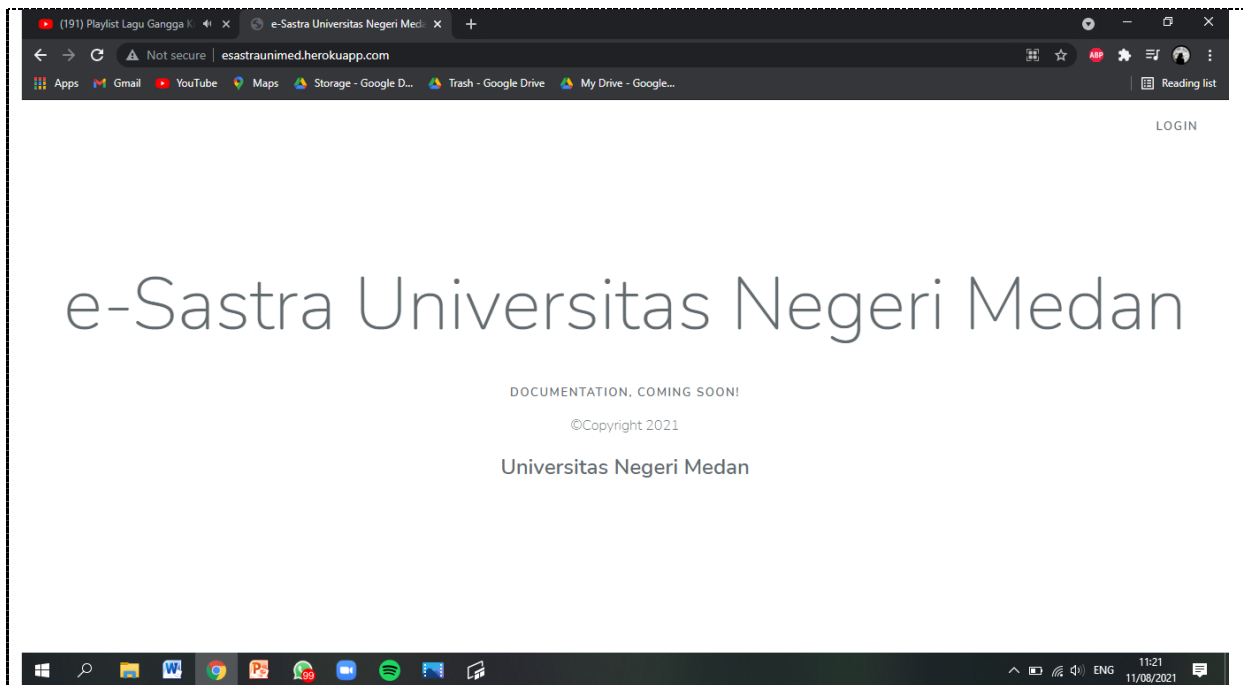 (191) Playlist Lagu Gangga K
e-Sastra Universitas Negeri Meda
Not secure | esastraunimed.herokuapp.com
ABP
Apps Gmail YouTube Maps Storage - Google D... Trash - Google Drive My Drive - Google... Reading list
LOGIN
e-Sastra Universitas Negeri Medan
DOCUMENTATION, COMING SOON!
©Copyright 2021
Universitas Negeri Medan
99
ENG
11:21
11/08/2021